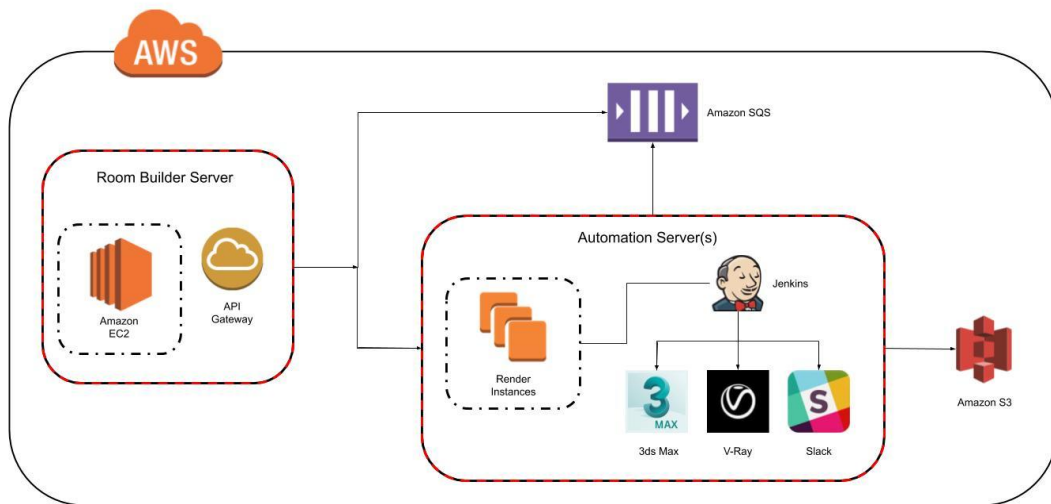 AWS
Amazon SQS
Room Builder Server
Amazon
EC2
API
Gateway
Automation Server(s)
Jenkins
Render
Instances
3
MAX
S
3ds Max
V-Ray
Slack
Amazon S3